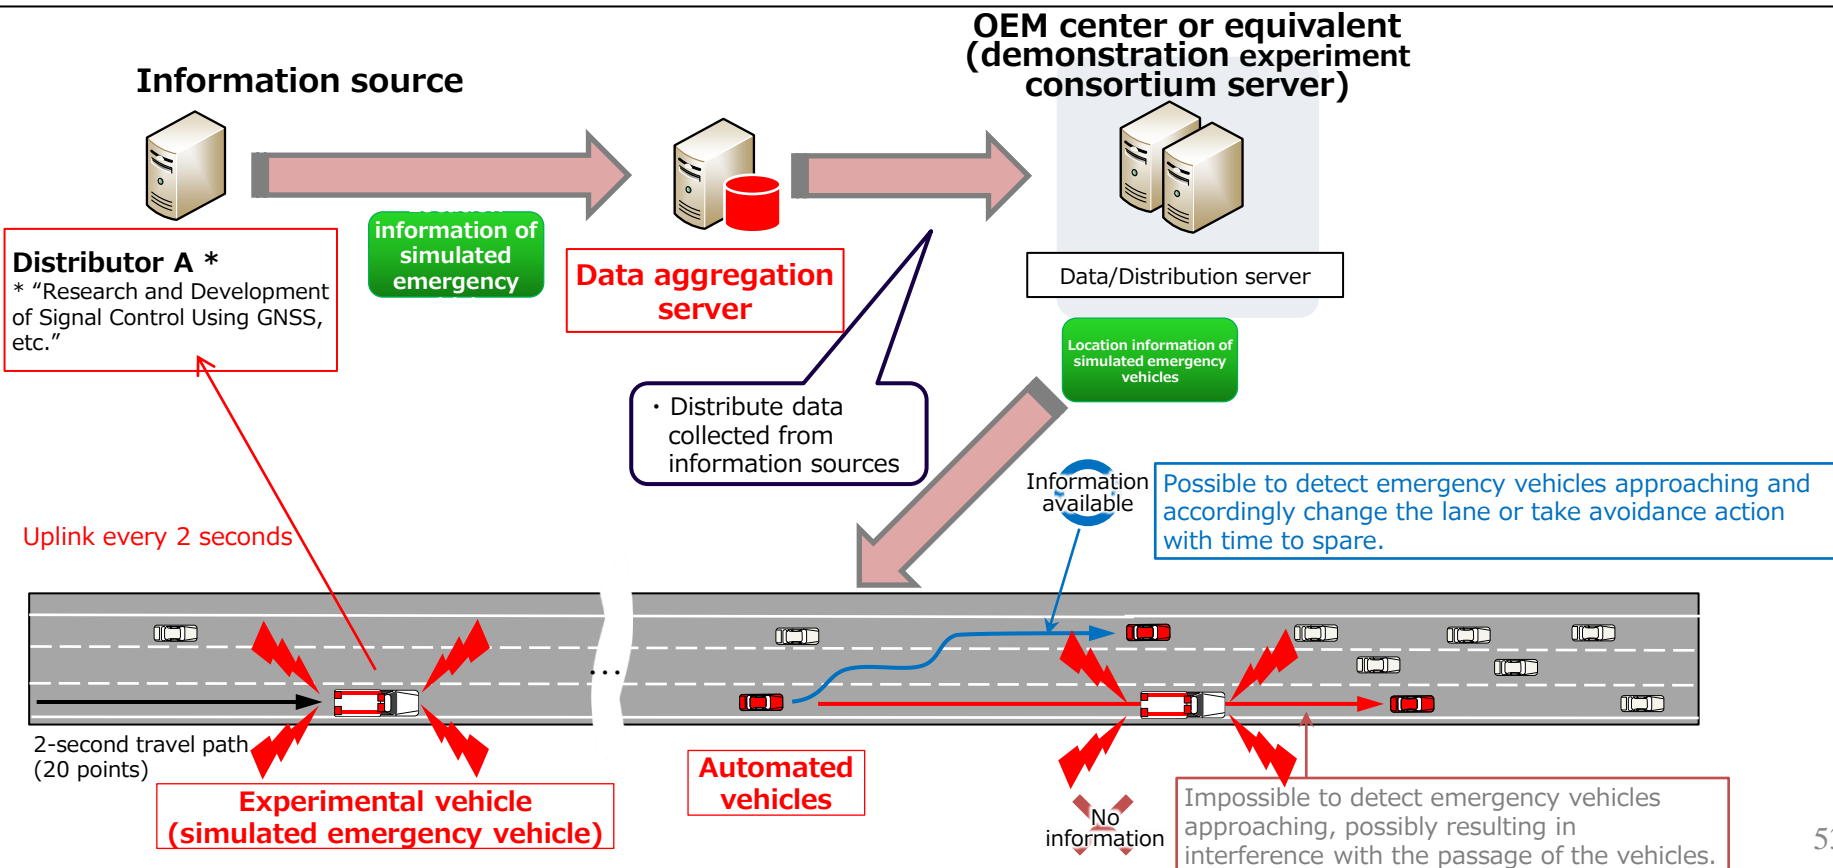 OEM center or equivalent
(demonstration experiment
consortium server)
Information source
Distributor A *
* “Research and Development
of Signal Control Using GNSS,
etc.”
information of
simulated
emergency
Data aggregation
server
Data/Distribution server
Location information of
simulated emergency
vehicles
・ Distribute data
collected from
information sources
Information
available
Possible to detect emergency vehicles approaching and
accordingly change the lane or take avoidance action
with time to spare.
Uplink every 2 seconds
...
2-second travel path
(20 points)
Experimental vehicle
(simulated emergency vehicle)
Automated
vehicles
No
information
Impossible to detect emergency vehicles
approaching, possibly resulting in
interference with the passage of the vehicles.